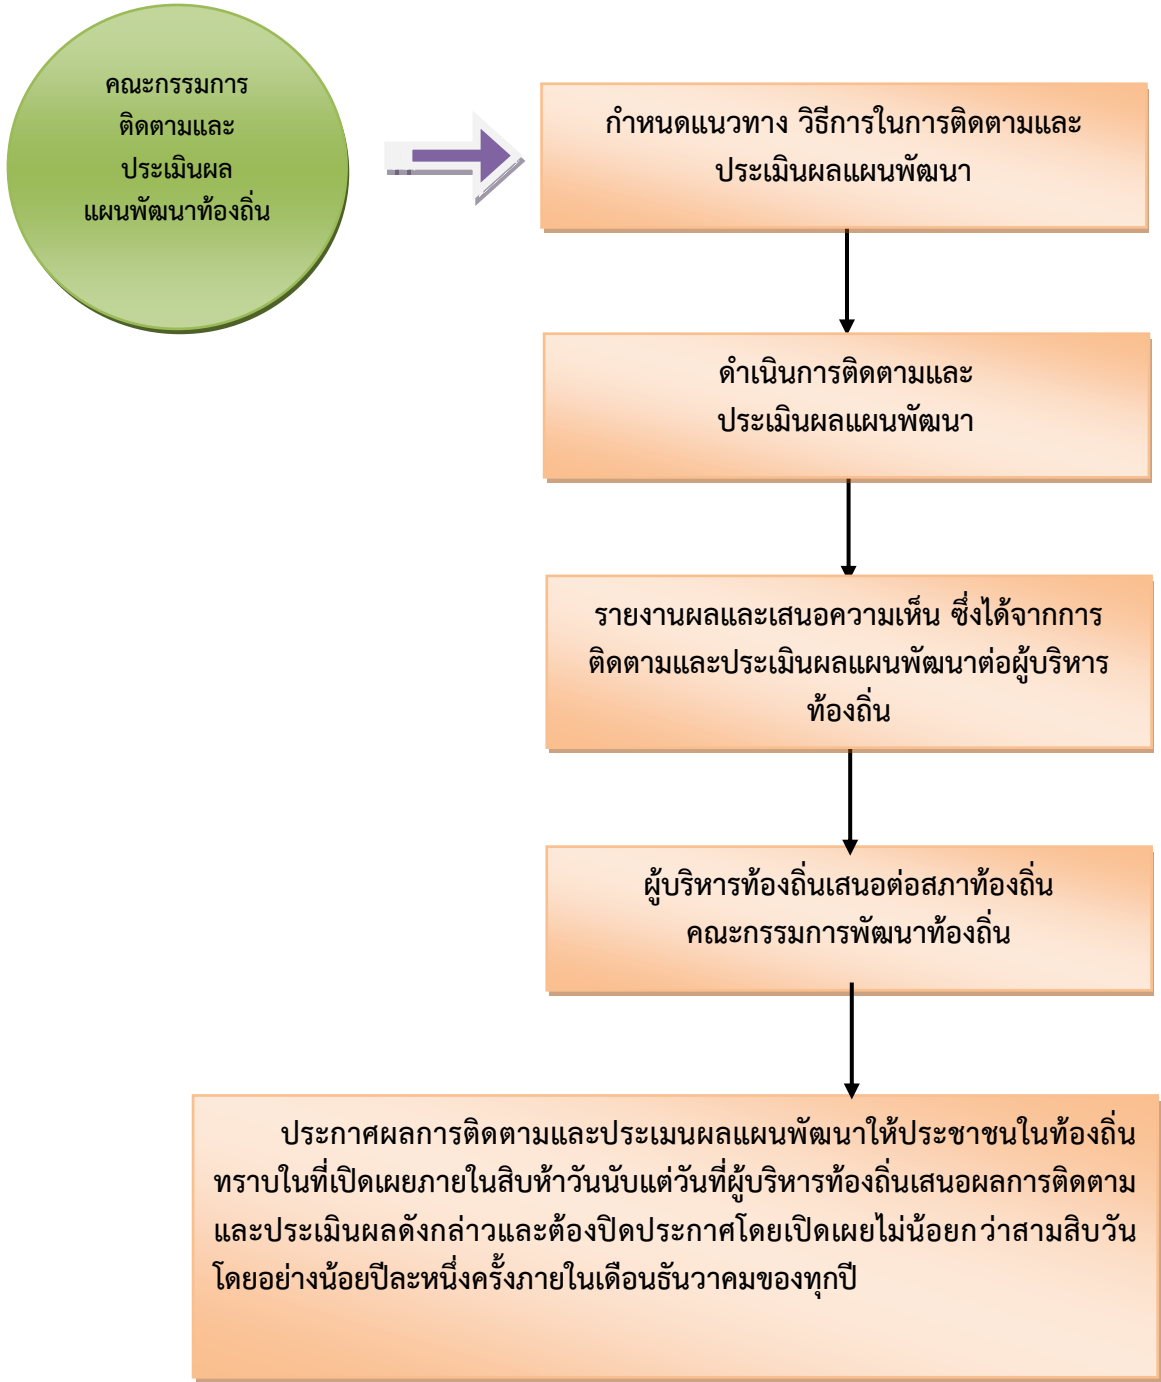 คณะกรรมการ
ติดตามและ
ประเมินผล
แผนพัฒนาท้องถิ่น
กำหนดแนวทาง วิธีการในการติดตามและ
ประเมินผลแผนพัฒนา
ดำเนินการติดตามและ
ประเมินผลแผนพัฒนา
รายงานผลและเสนอความเห็น ซึ่งได้จากการ
ติดตามและประเมินผลแผนพัฒนาต่อผู้บริหาร
ท้องถิ่น
ผู้บริหารท้องถิ่นเสนอต่อสภาท้องถิ่น
คณะกรรมการพัฒนาท้องถิ่น
ประกาศผลการติดตามและประเมนผลแผนพัฒนาให้ประชาชนในท้องถิ่น
ทราบในที่เปิดเผยภายในสิบห้าวันนับแต่วันที่ผู้บริหารท้องถิ่นเสนอผลการติดตาม
และประเมินผลดังกล่าวและต้องปิดประกาศโดยเปิดเผยไม่น้อยกว่าสามสิบวัน
โดยอย่างน้อยปีละหนึ่งครั้งภายในเดือนธันวาคมของทุกปี